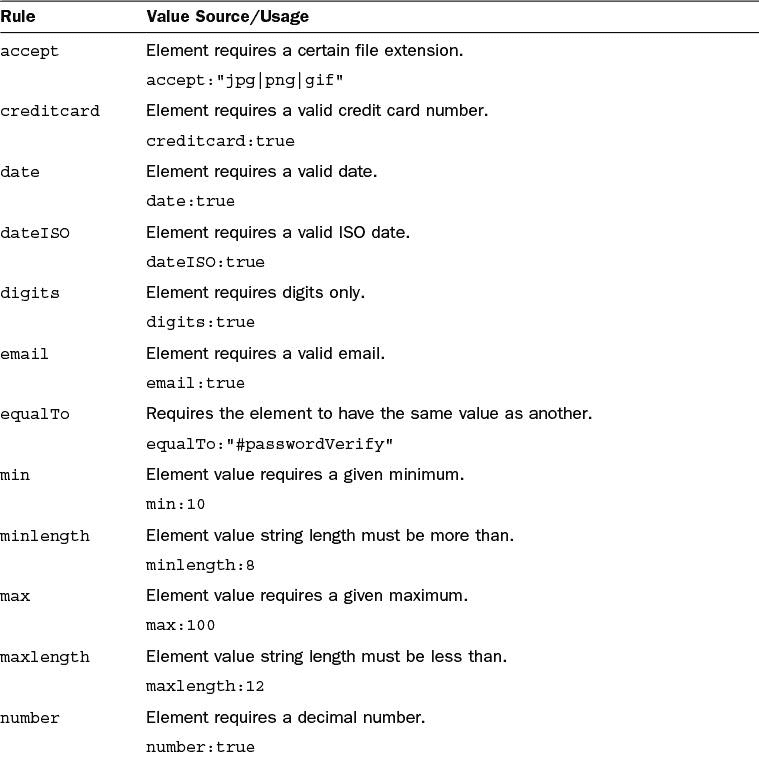 Rule Value Source/Usage
accept Element requires a certain file extension.
accept:"jpg|png|gif"
creditcard Element requires a valid credit card number.
creditcard:true
date Element requires a valid date.
date:true
dateISO Element requires a valid ISO date.
dateISO:true
digits Element requires digits only.
digits:true
email Element requires a valid email.
email:true
equalTo Requires the element to have the same value as another.
equalTo:"#passwordVerify"
min Element value requires a given minimum.
min:10
minlength Element value string length must be more than.
minlength:8
max Element value requires a given maximum.
max:100
maxlength Element value string length must be less than.
maxlength:12
number Element requires a decimal number.
number:true